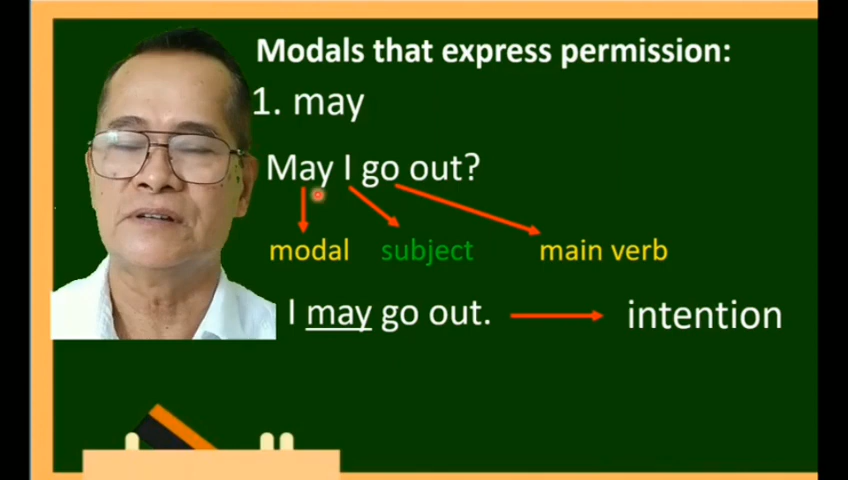 Modals that express permission:
1. may
May I go out?
modal subject main verb
I may go out. intention